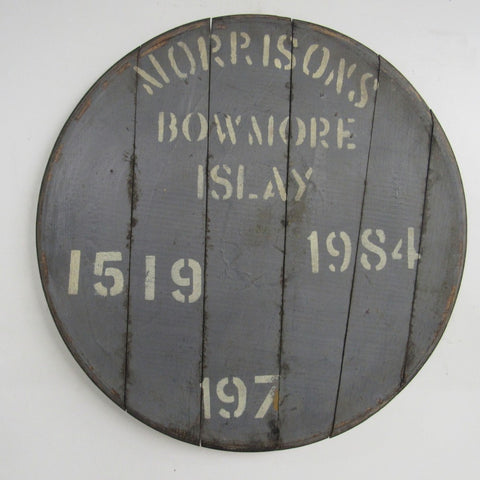 MORRISONS
BOWMORE
ISLAY
1519 1984
197